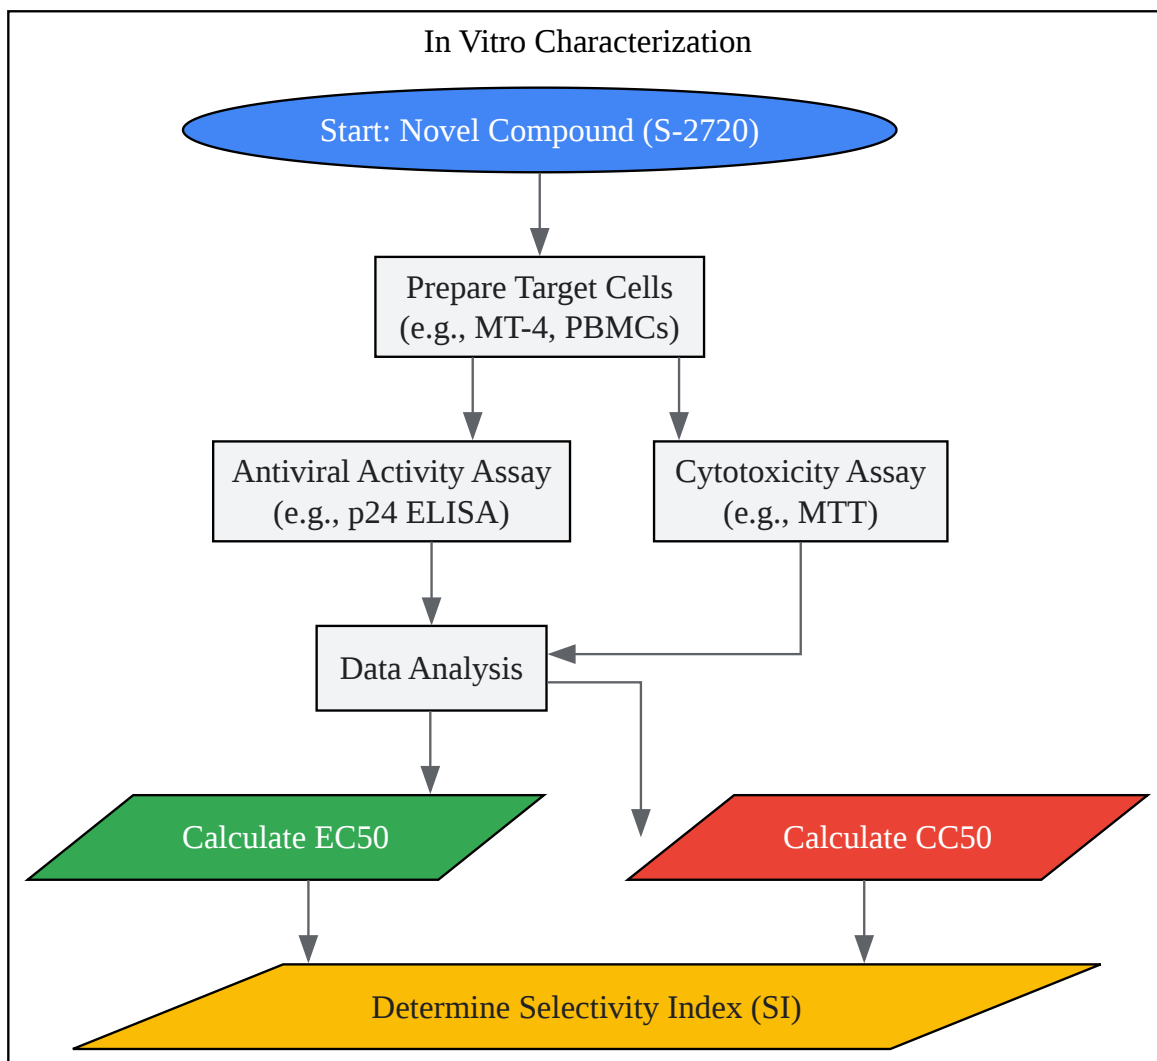 In Vitro Characterization
Start: Novel Compound (S-2720)
Prepare Target Cells
(e.g., MT-4, PBMCs)
Antiviral Activity Assay
(e.g., p24 ELISA)
Cytotoxicity Assay
(e.g., MTT)
Data Analysis
Calculate EC50
Calculate CC50
Determine Selectivity Index (SI)